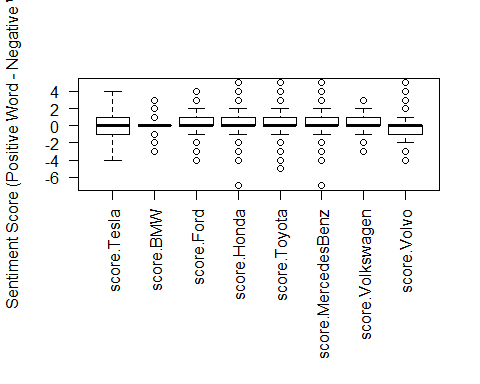 Sentiment Score (Positive Word - Negative
4
2
0
-2
-4
-6
score.Tesla
score.BMW
score.Ford
score.Honda
score.Toyota
score.MercedesBenz
score.Volkswagen
score.Volvo